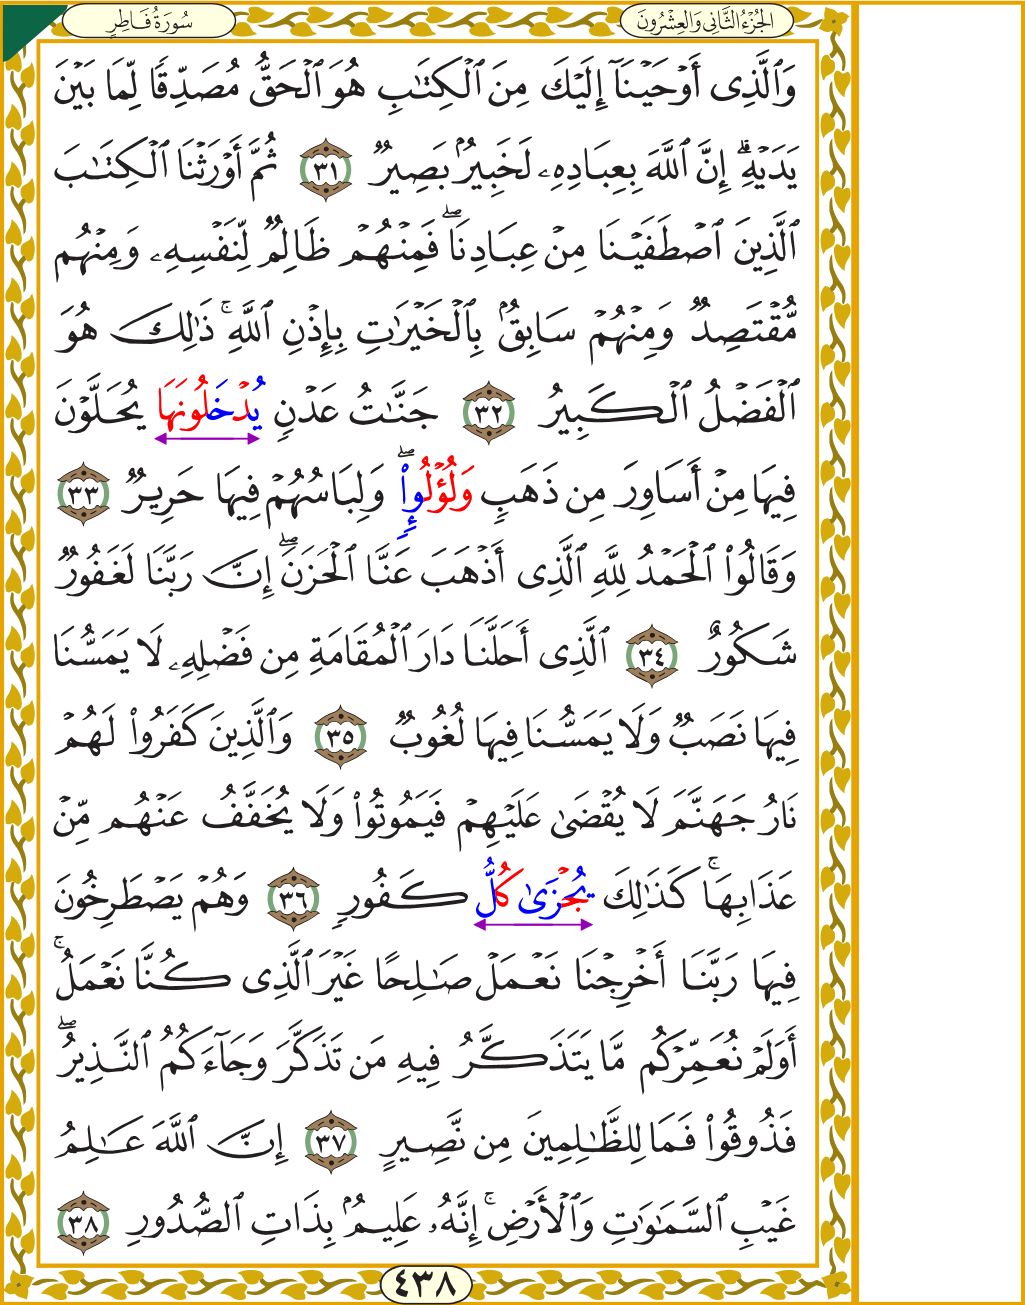 الجُزْءُ الثَّانِي وَالعِشْرُونَ
سُورَةُ فَاطِرٍ
وَٱلَّذِىٓ أَوْحَيْنَآ إِلَيْكَ مِنَ ٱلْكِتَٰبِ هُوَ ٱلْحَقُّ مُصَدِّقًا لِّمَا بَيْنَ
يَدَيْهِۗ إِنَّ ٱللَّهَ بِعِبَادِهِۦ لَخَبِيرٌۢ بَصِيرٌ ٣١ ثُمَّ أَوْرَثْنَا ٱلْكِتَٰبَ
ٱلَّذِينَ ٱصْطَفَيْنَا مِنْ عِبَادِنَاۖ فَمِنْهُمْ ظَالِمٌ لِّنَفْسِهِۦ وَمِنْهُم
مُّقْتَصِدٌ وَمِنْهُمْ سَابِقٌۢ بِٱلْخَيْرَٰتِ بِإِذْنِ ٱللَّهِۚ ذَٰلِكَ هُوَ
ٱلْفَضْلُ ٱلْكَبِيرُ ٣٢ جَنَّٰتُ عَدْنٍ يُدْخَلُونَهَا يُحَلَّوْنَ
فِيهَا مِنْ أَسَاوِرَ مِن ذَهَبٍ وَلُؤْلُوٍٕاۖ وَلِبَاسُهُمْ فِيهَا حَرِيرٌ ٣٣
وَقَالُوا۟ ٱلْحَمْدُ لِلَّهِ ٱلَّذِىٓ أَذْهَبَ عَنَّا ٱلْحَزَنَۖ إِنَّ رَبَّنَا لَغَفُورٌ
شَكُورٌ ٣٤ ٱلَّذِىٓ أَحَلَّنَا دَارَ ٱلْمُقَامَةِ مِن فَضْلِهِۦ لَا يَمَسُّنَا
فِيهَا نَصَبٌ وَلَا يَمَسُّنَا فِيهَا لُغُوبٌ ٣٥ وَٱلَّذِينَ كَفَرُوا۟ لَهُمْ
نَارُ جَهَنَّمَ لَا يُقْضَىٰ عَلَيْهِمْ فَيَمُوتُوا۟ وَلَا يُخَفَّفُ عَنْهُم مِّنْ
عَذَابِهَاۚ كَذَٰلِكَ يُجْزَىٰ كُلُّ كَفُورٍ ٣٦ وَهُمْ يَصْطَرِخُونَ
فِيهَا رَبَّنَآ أَخْرِجْنَا نَعْمَلْ صَٰلِحًا غَيْرَ ٱلَّذِى كُنَّا نَعْمَلُۚ
أَوَلَمْ نُعَمِّرْكُم مَّا يَتَذَكَّرُ فِيهِ مَن تَذَكَّرَ وَجَآءَكُمُ ٱلنَّذِيرُۖ
فَذُوقُوا۟ فَمَا لِلظَّٰلِمِينَ مِن نَّصِيرٍ ٣٧ إِنَّ ٱللَّهَ عَٰلِمُ
غَيْبِ ٱلسَّمَٰوَٰتِ وَٱلْأَرْضِۚ إِنَّهُۥ عَلِيمٌۢ بِذَاتِ ٱلصُّدُورِ ٣٨
٤٣٨